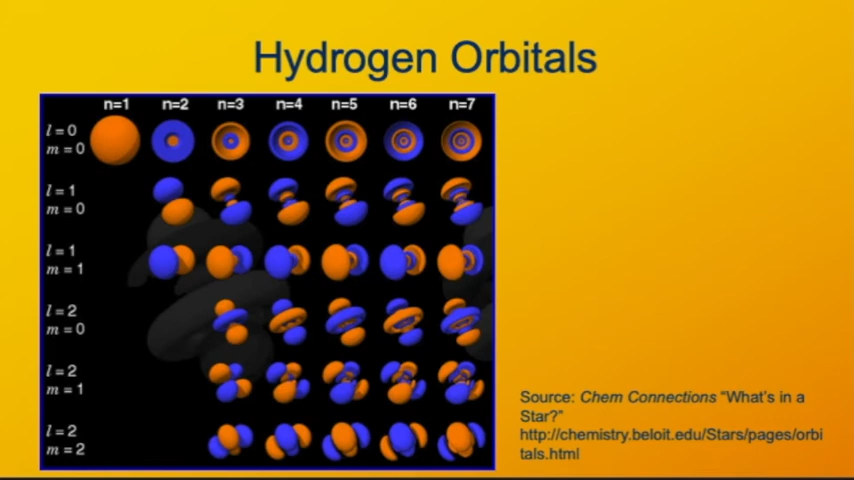 Hydrogen Orbitals
n=1 n=2 n=3 n=4 n=5 n=6 n=7
l = 0
m = 0
l = 1
m = 0
l = 1
m = 1
l = 2
m = 0
l = 2
m = 1
l = 2
m = 2
Source: Chem Connections “What’s in a
Star?”
http://chemistry.beloit.edu/Stars/pages/orbi
tals.html